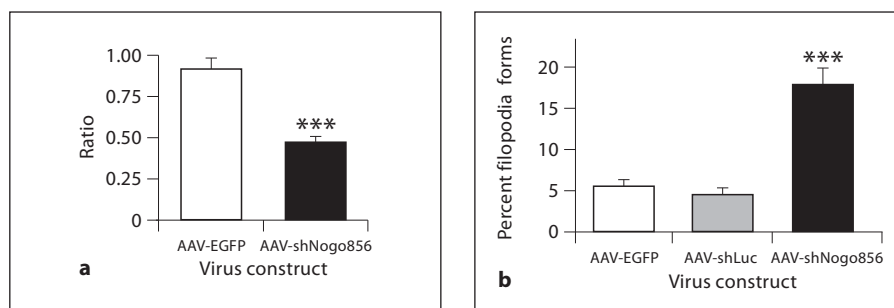 1.00
***
0.75
Ratio
0.50
0.25
0
AAV-EGFP AAV-shNogo856
a Virus construct
***
20
15
Percent filopodia forms
10
5
0
AAV-EGFP AAV-shLuc AAV-shNogo856
b Virus construct